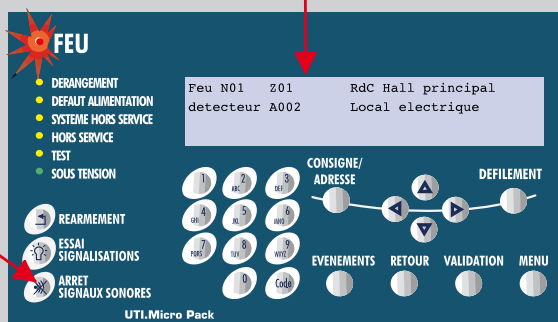 FEU
DERANGEMENT
DEFAUT ALIMENTATION
SYSTEME HORS SERVICE
HORS SERVICE
TEST
SOUS TENSION
Feu N01 Z01 RdC Hall principal
detecteur A002 Local electrique
REARMEMENT
ESSAI
SIGNALISATIONS
ARRET
SIGNAUX SONORES
1 2 ABC 3 DEF
4 GHI 5 JKL 6 MNO
7 PQRS 8 TUV 9 WXYZ
0 Code
CONSIGNE/
ADRESSE
DEFILEMENT
EVENEMENTS RETOUR VALIDATION MENU
UTI.Micro Pack